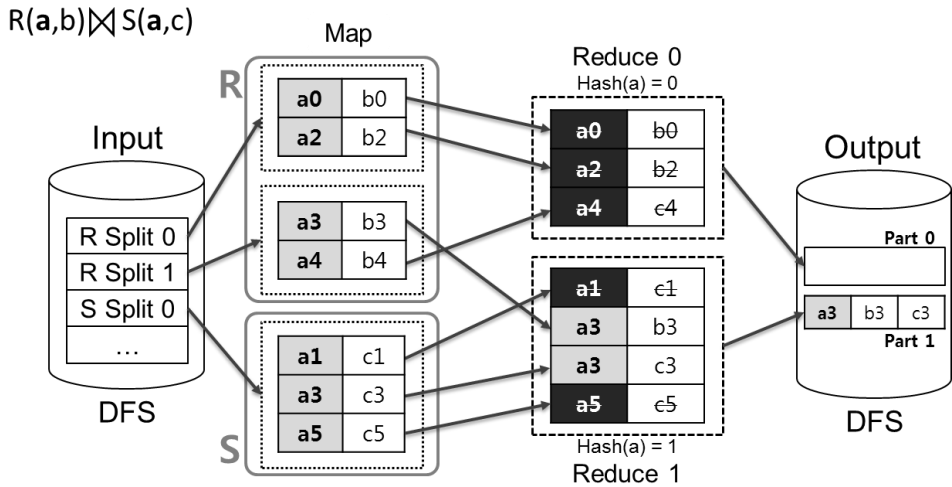 R(a,b)⋈S(a,c)
Map
R
a0 b0
a2 b2
a3 b3
a4 b4
Reduce 0
Hash(a) = 0
a0 b0
a2 b2
a4 c4
Input
R Split 0
R Split 1
S Split 0
...
DFS
S
a1 c1
a3 c3
a5 c5
a1 c1
a3 b3
a3 c3
a5 c5
Hash(a) = 1
Reduce 1
Output
Part 0
a3 b3 c3
Part 1
DFS